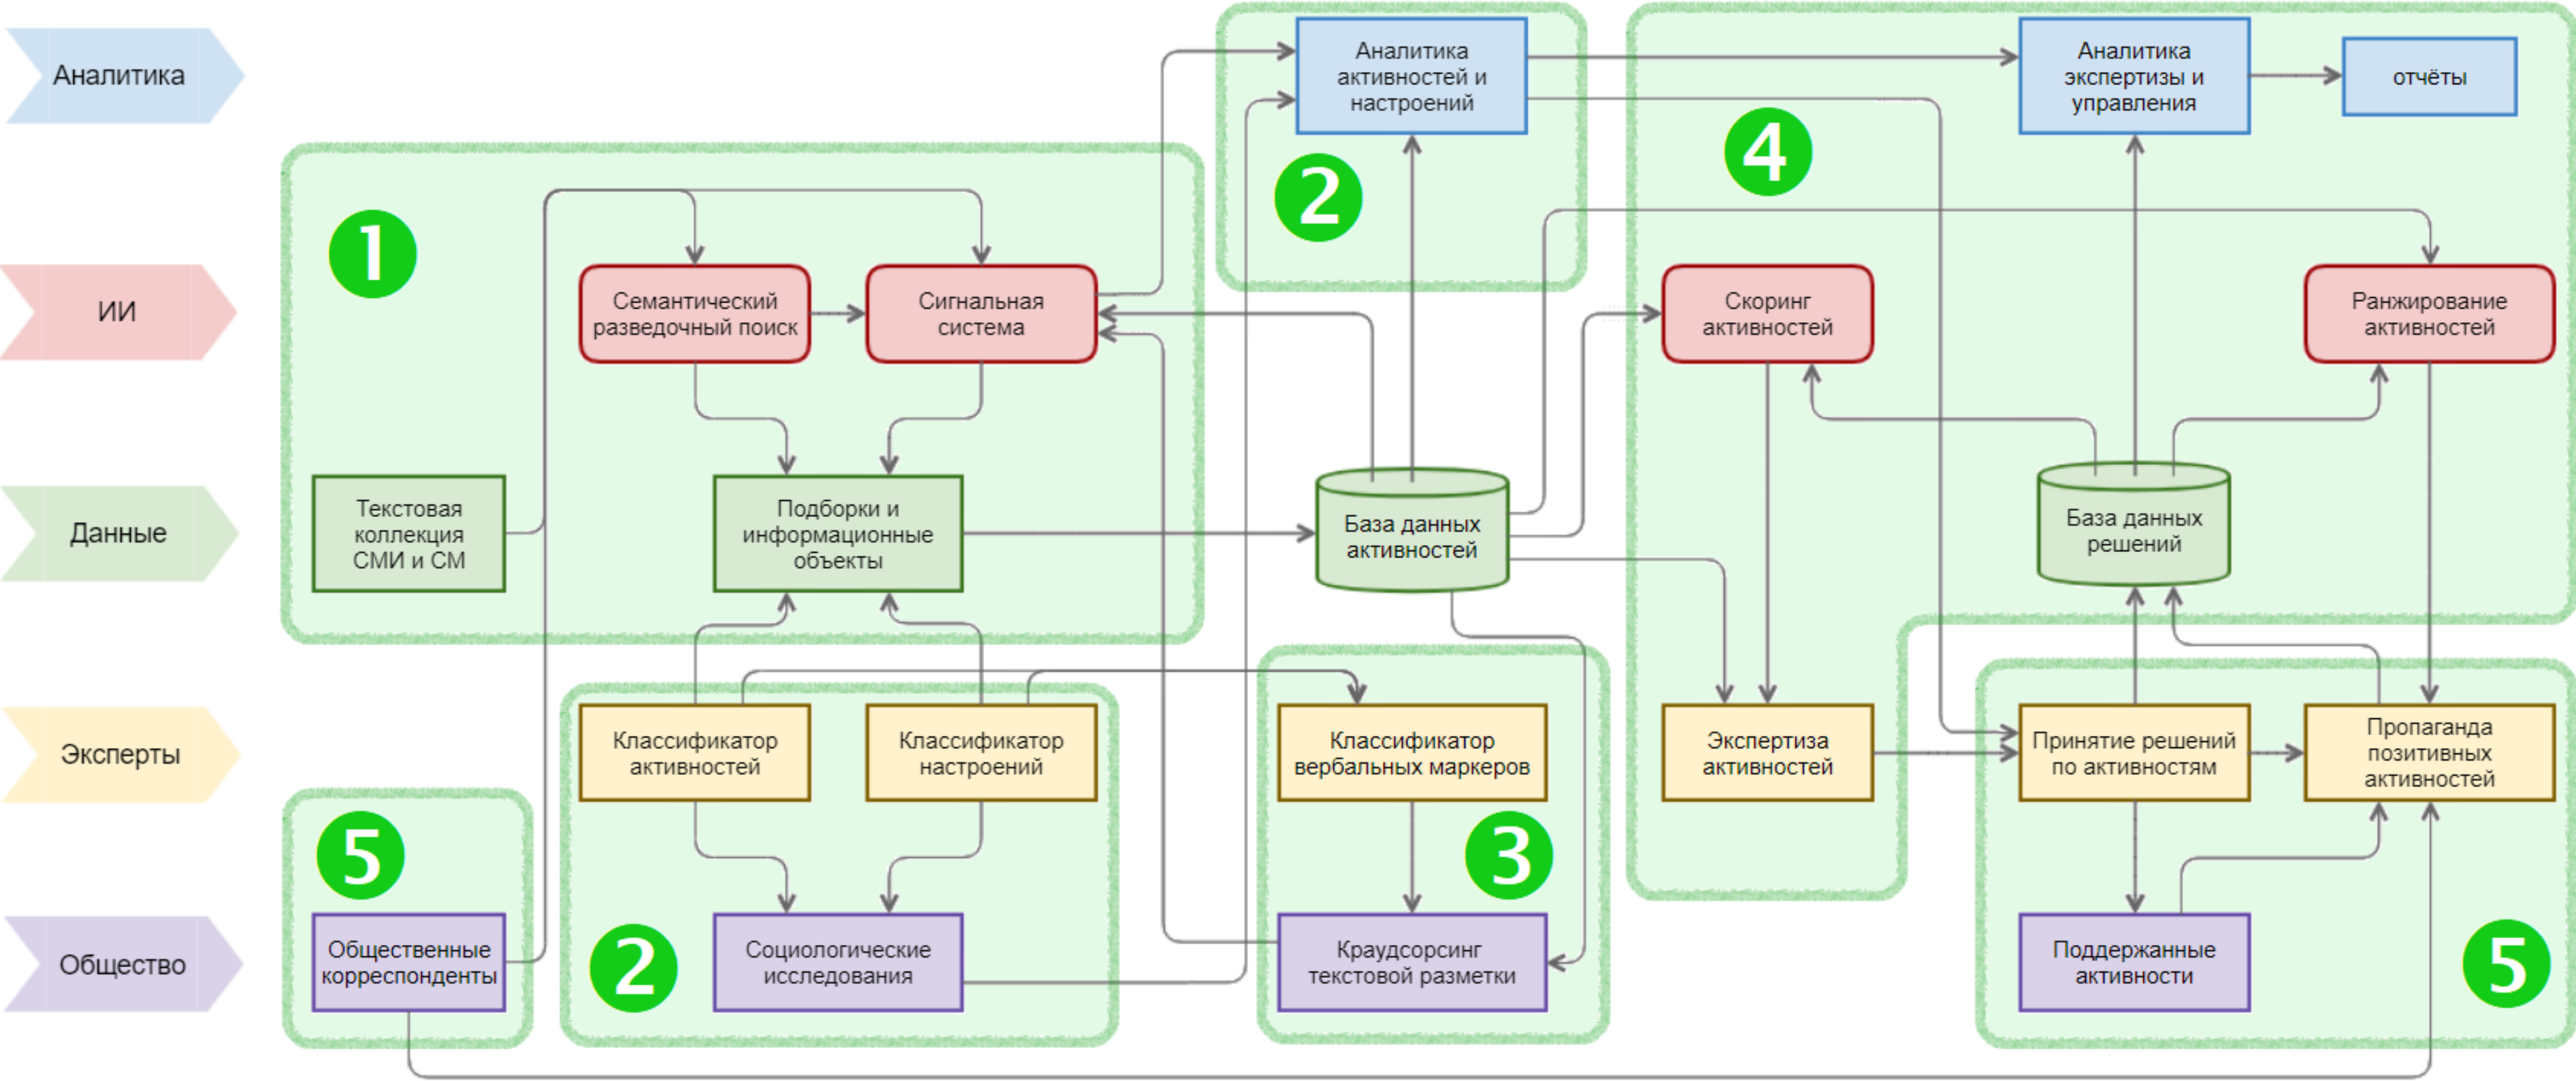 Аналитика
Аналитика
активностей и
настроений
Аналитика
экспертизы и
управления
отчёты
4
2
1
ИИ
Семантический
разведочный поиск
Сигнальная
система
Скоринг
активностей
Ранжирование
активностей
Данные
Текстовая
коллекция
СМИ и СМ
Подборки и
информационные
объекты
База данных
активностей
База данных
решений
Эксперты
Классификатор
активностей
Классификатор
настроений
Классификатор
вербальных маркеров
Экспертиза
активностей
Принятие решений
по активностям
Пропаганда
позитивных
активностей
5
3
Общество
Общественные
корреспонденты
2
Социологические
исследования
Краудсорсинг
текстовой разметки
Поддержанные
активности
5